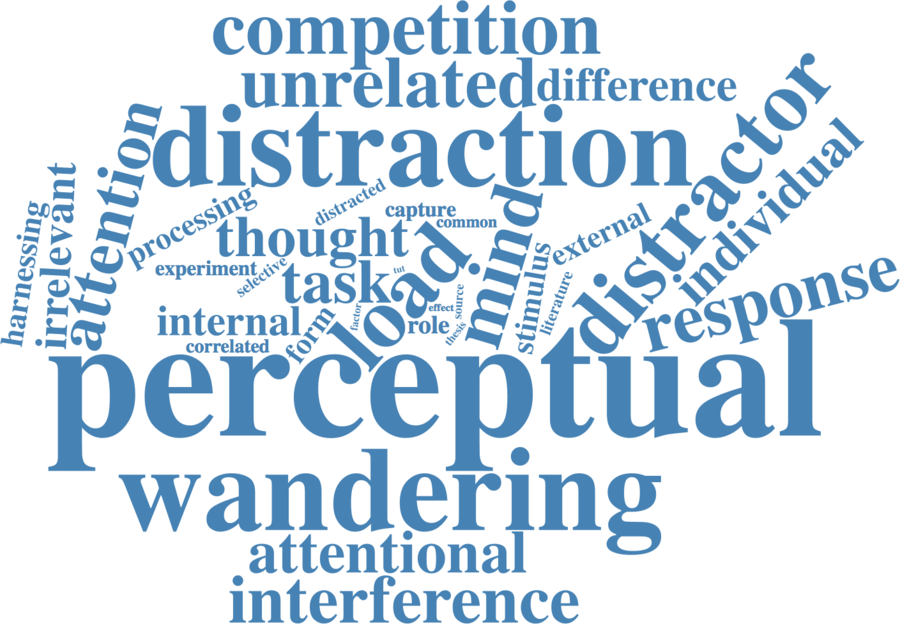 competition
unrelated
difference
distraction
distractor
individual
attention
irrelevant
harnessing
processing
distracted
capture
common
thought
mind
external
experiment
selective
task
tut
load
stimulus
literature
response
internal
form
factor
effect
source
role
thesis
correlated
perceptual
wandering
attentional
interference